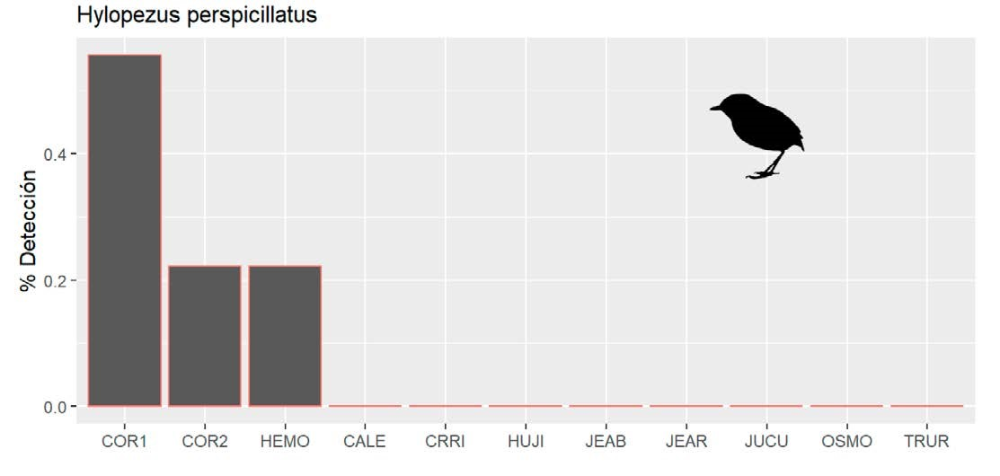 Hylopezus perspicillatus
% Detección
0.4
0.2
0.0
COR1 COR2 HEMO CALE CRRI HUJI JEAB JEAR JUCU OSMO TRUR